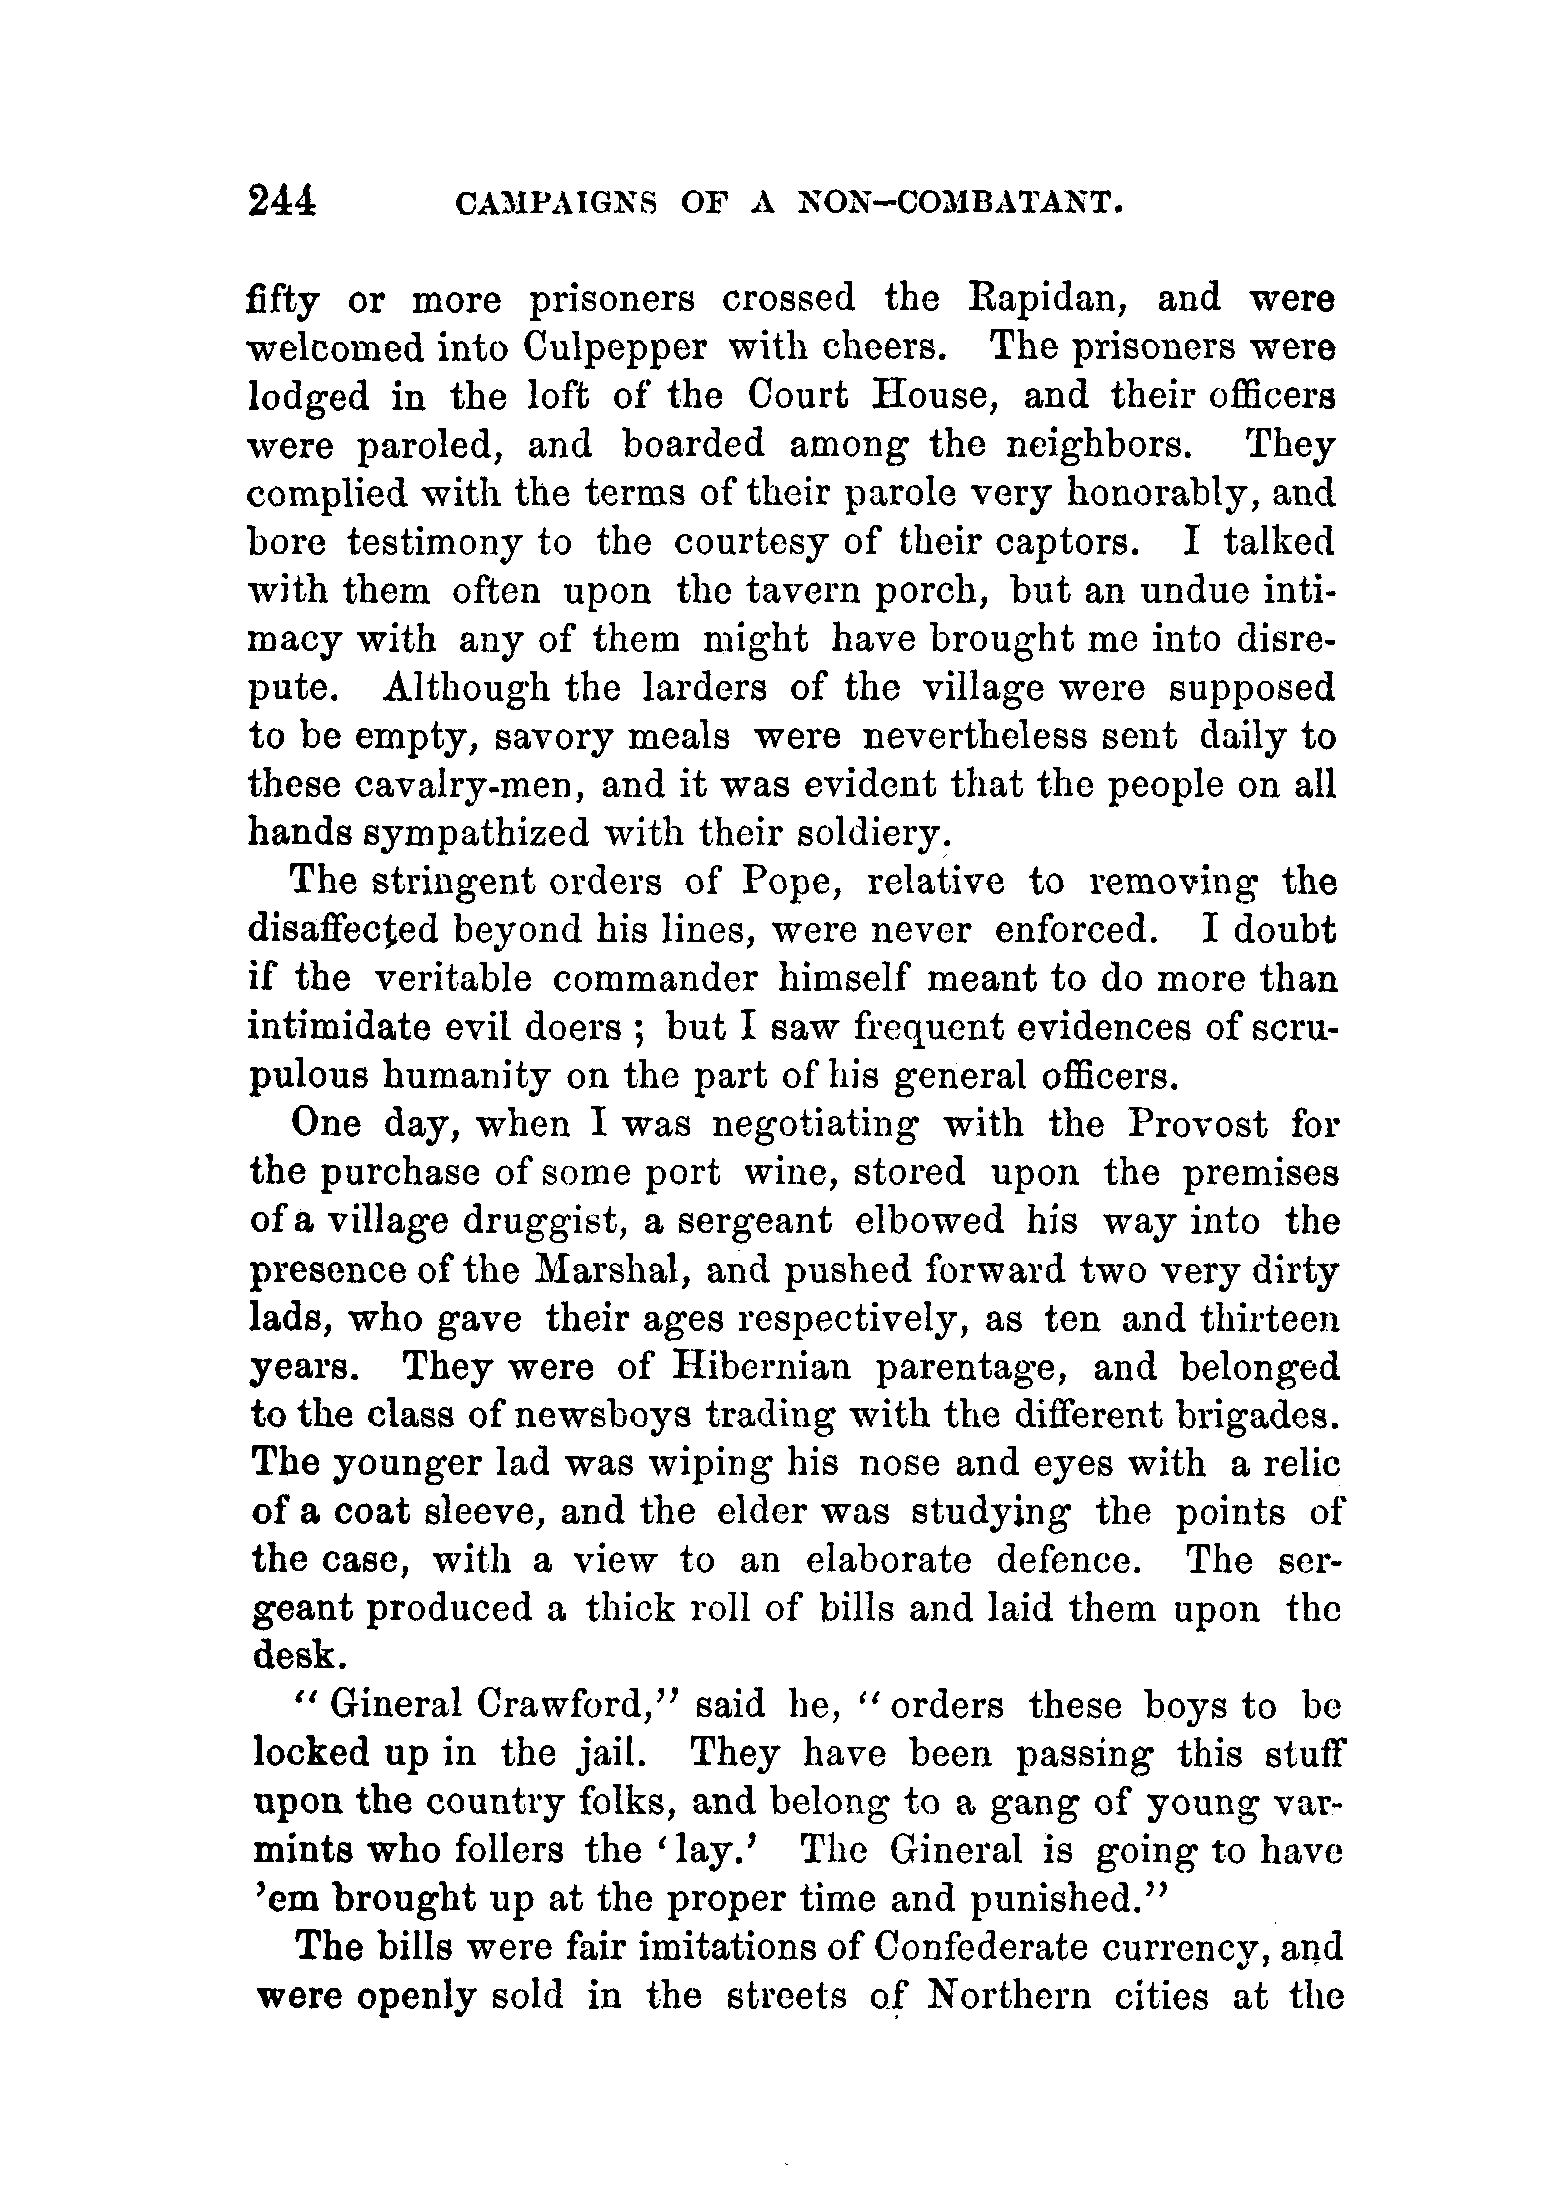 244 CAMPAIGNS OF A NON-COMBATANT.
fifty or more prisoners crossed the Rapidan, and were
welcomed into Culpepper with cheers. The prisoners were
lodged in the loft of the Court House, and their officers
were paroled, and boarded among the neighbors. They
complied with the terms of their parole very honorably, and
bore testimony to the courtesy of their captors. I talked
with them often upon the tavern porch, but an undue inti-
macy with any of them might have brought me into disre-
pute. Although the larders of the village were supposed
to be empty, savory meals were nevertheless sent daily to
these cavalry-men, and it was evident that the people on all
hands sympathized with their soldiery.
The stringent orders of Pope, relative to removing the
disaffected beyond his lines, were never enforced. I doubt
if the veritable commander himself meant to do more than
intimidate evil doers ; but I saw frequent evidences of scru-
pulous humanity on the part of his general officers.
One day, when I was negotiating with the Provost for
the purchase of some port wine, stored upon the premises
of a village druggist, a sergeant elbowed his way into the
presence of the Marshal, and pushed forward two very dirty
lads, who gave their ages respectively, as ten and thirteen
years. They were of Hibernian parentage, and belonged
to the class of newsboys trading with the different brigades.
The younger lad was wiping his nose and eyes with a relic
of a coat sleeve, and the elder was studying the points of
the case, with a view to an elaborate defence. The ser-
geant produced a thick roll of bills and laid them upon the
desk.
" Gineral Crawford," said he, " orders these boys to be
locked up in the jail. They have been passing this stuff
upon the country folks, and belong to a gang of young var-
mints who follers the 'lay.' The Gineral is going to have
'em brought up at the proper time and punished."
The bills were fair imitations of Confederate currency, and
were openly sold in the streets of Northern cities at the